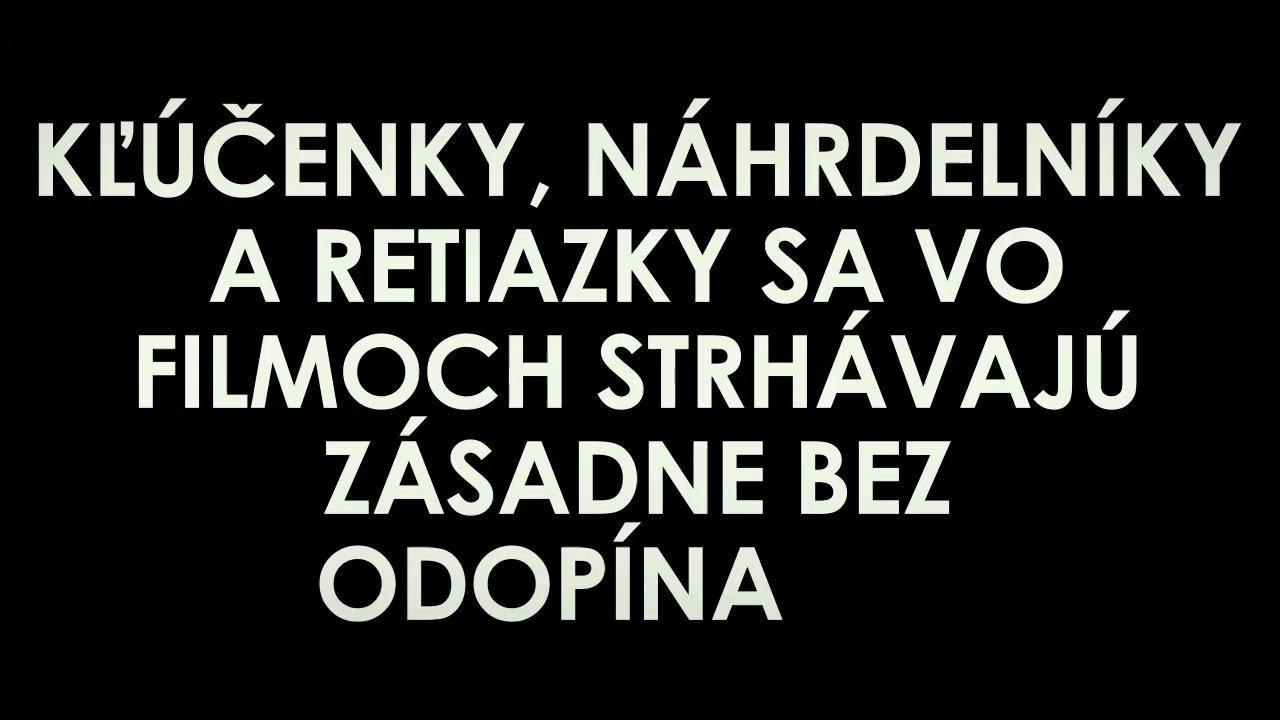 KĽÚČENKY, NÁHRDELNÍKY
A RETIAZKY SA VO
FILMOCH STRHÁVAJÚ
ZÁSADNE BEZ
ODOPÍNA